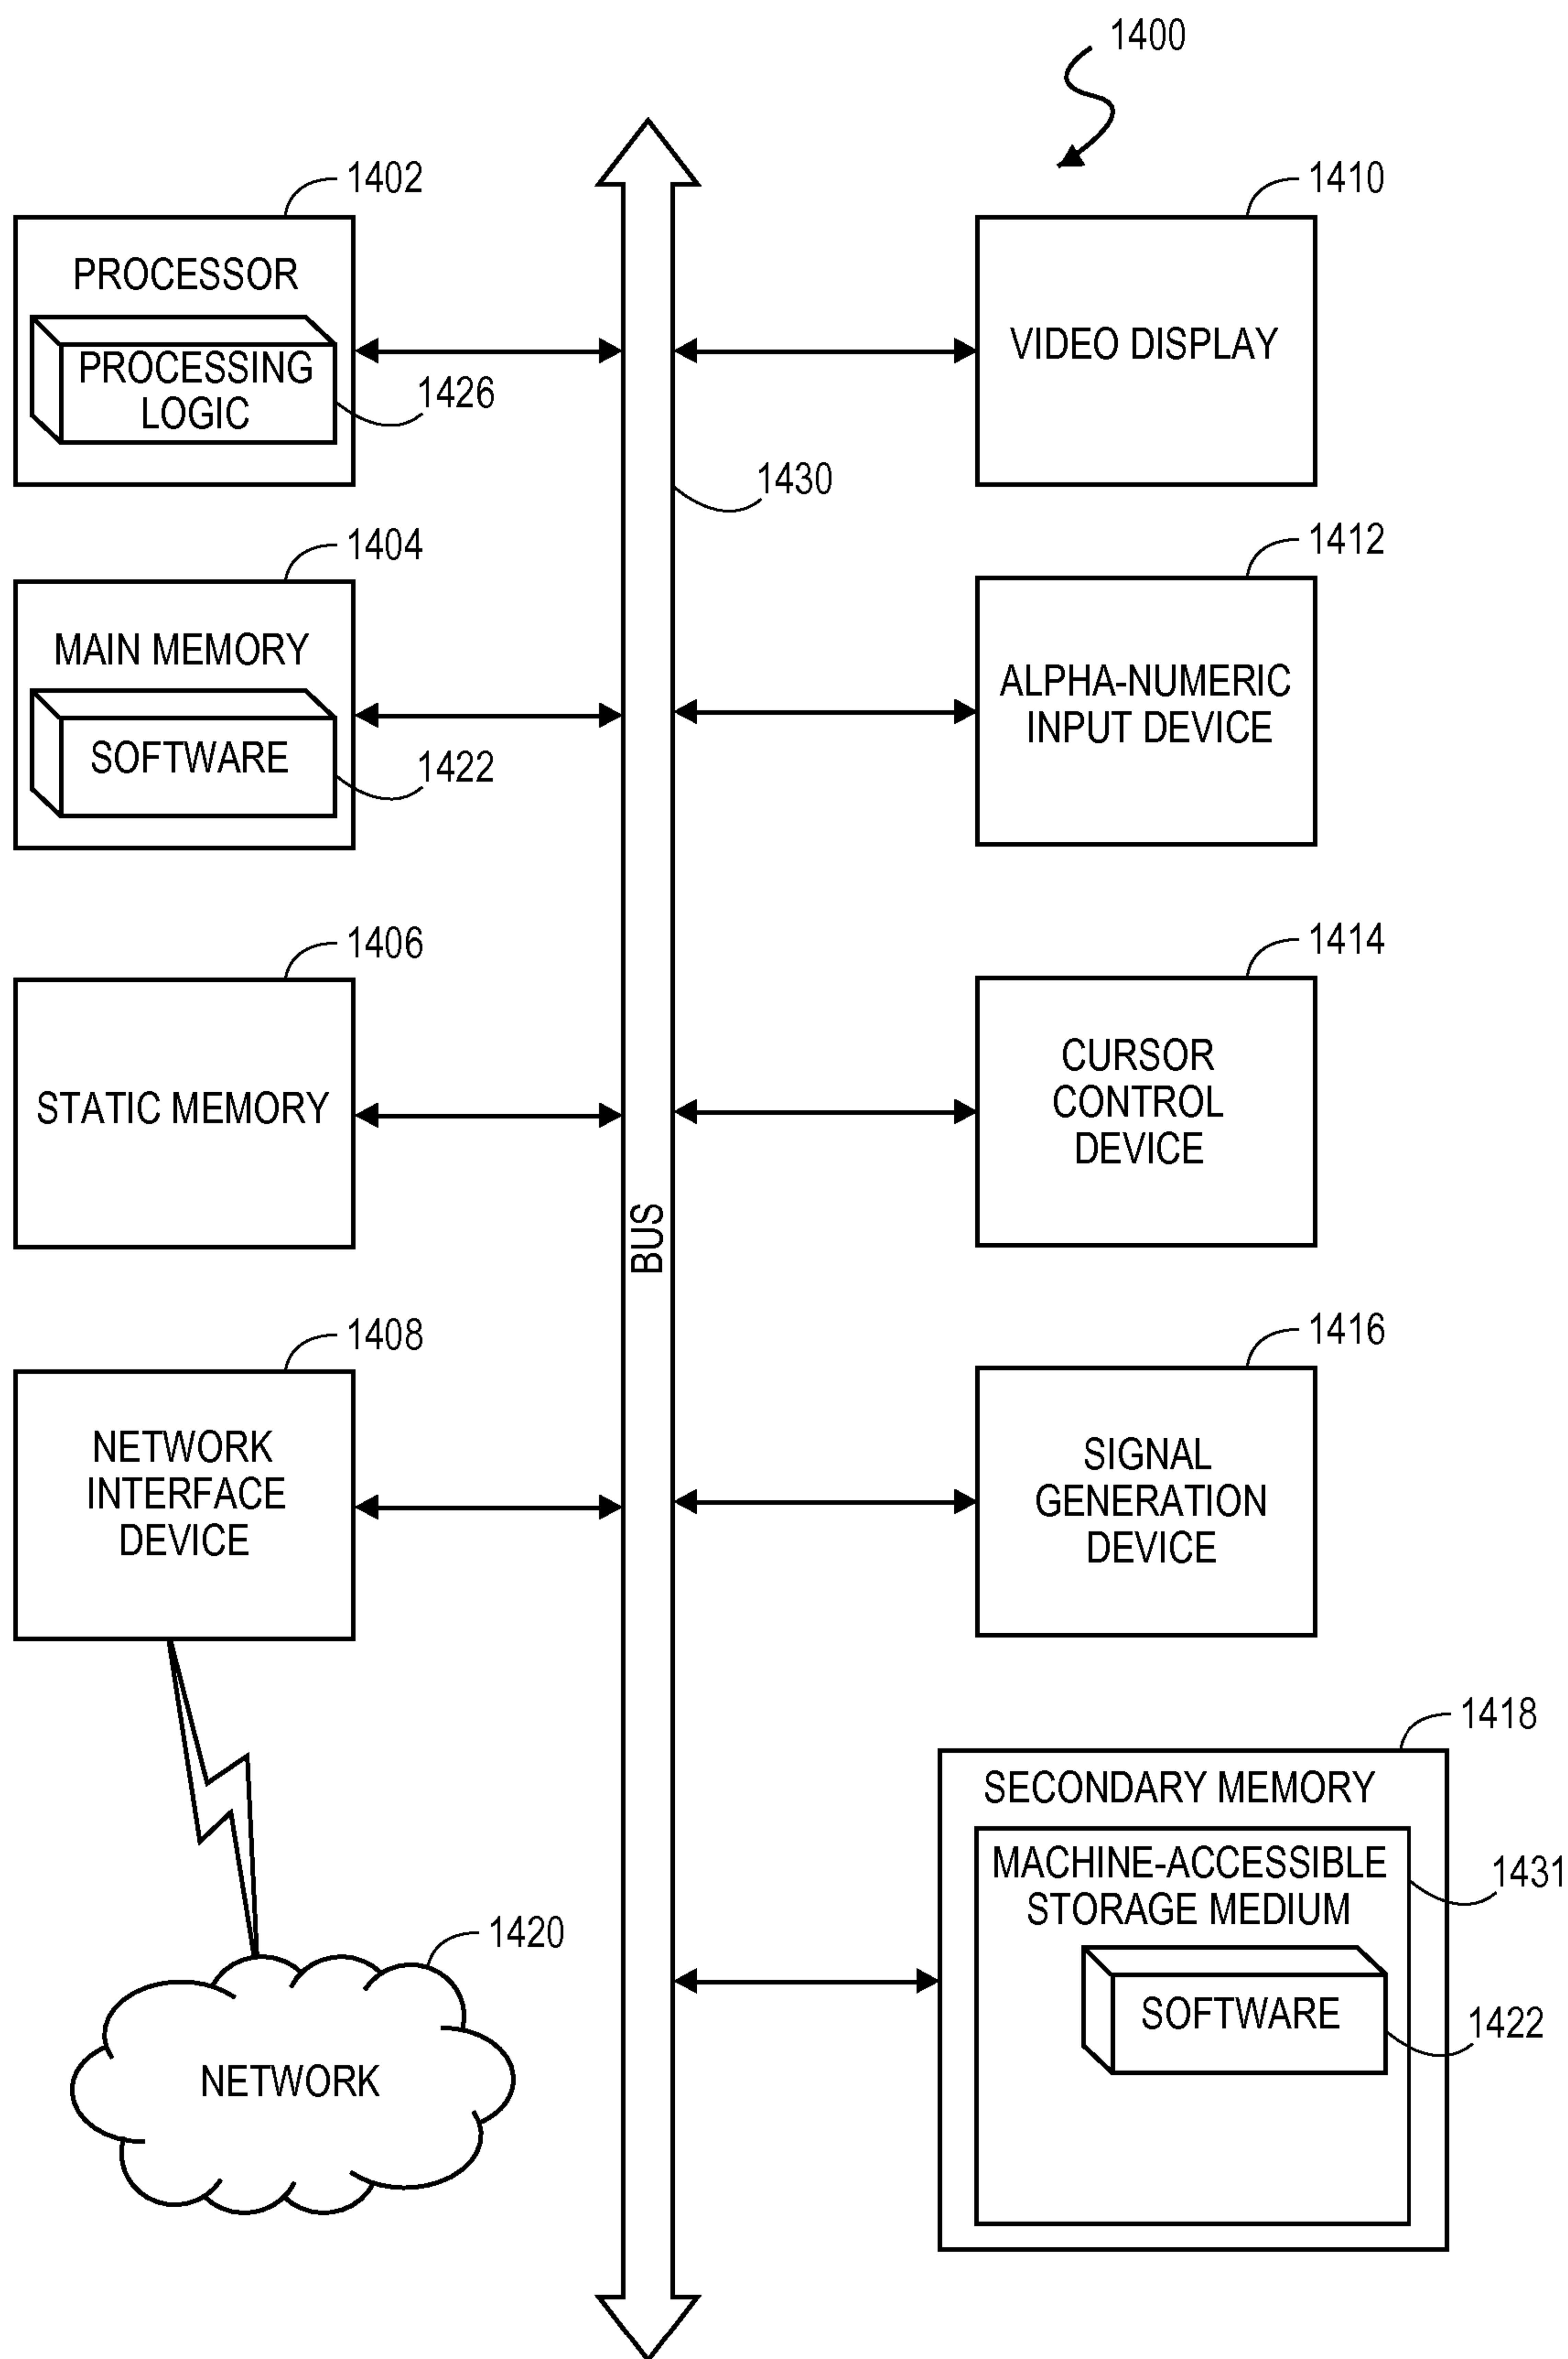 1400
1402
PROCESSOR
PROCESSING
LOGIC
1426
1404
MAIN MEMORY
SOFTWARE
1422
1406
STATIC MEMORY
1408
NETWORK
INTERFACE
DEVICE
1420
NETWORK
1430
BUS
1410
VIDEO DISPLAY
1412
ALPHA-NUMERIC
INPUT DEVICE
1414
CURSOR
CONTROL
DEVICE
1416
SIGNAL
GENERATION
DEVICE
1418
SECONDARY MEMORY
MACHINE-ACCESSIBLE
STORAGE MEDIUM
1431
SOFTWARE
1422